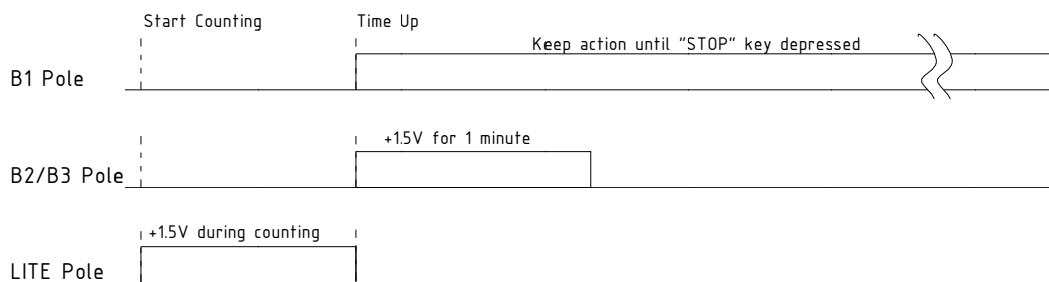 Start Counting Time Up
Keep action until "STOP" key depressed
B1 Pole
+1.5V for 1 minute
B2/B3 Pole
+1.5V during counting
LITE Pole